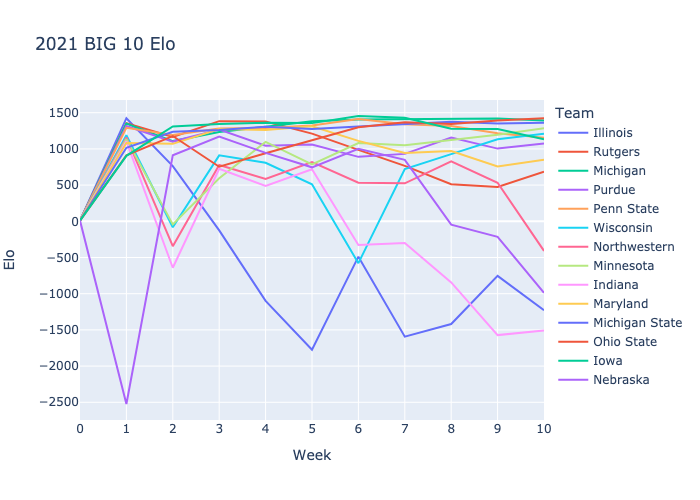 2021 BIG 10 Elo
Elo
1500
1000
500
0
−500
−1000
−1500
−2000
−2500
0 1 2 3 4 5 6 7 8 9 10
Week
Team
Illinois
Rutgers
Michigan
Purdue
Penn State
Wisconsin
Northwestern
Minnesota
Indiana
Maryland
Michigan State
Ohio State
Iowa
Nebraska